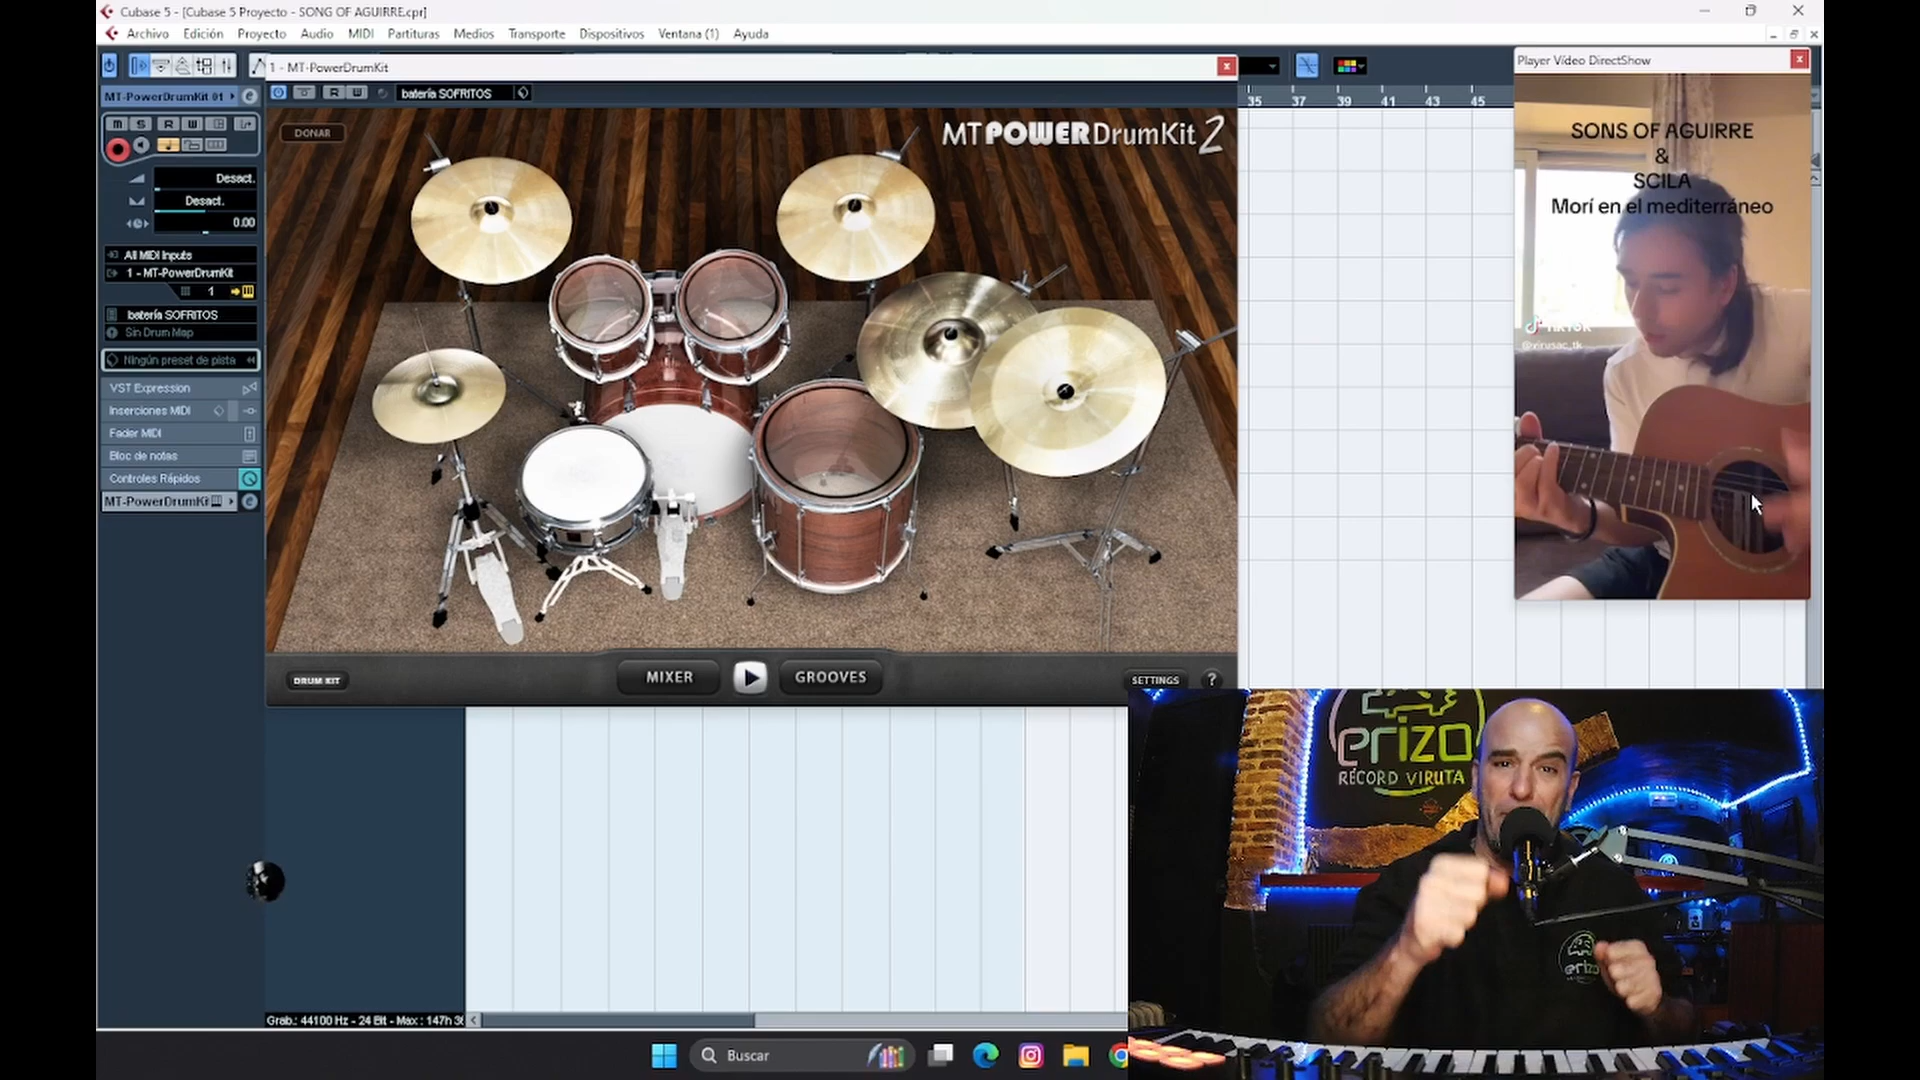 Cubase 5 - [Cubase 5 Proyecto - SONG OF AGUIRRE.cpr]
Archivo Edición Proyecto Audio MIDI Partituras Medios Transporte Dispositivos Ventana (1) Ayuda
1 - MT-PowerDrumKit
Player Vídeo DirectShow
MT-PowerDrumKit 01
R W
batería SOFRITOS
35 37 39 41 43 45
M S R W
DONAR
MT POWER DrumKit 2
SONS OF AGUIRRE
&
SCILA
Morí en el mediterráneo
Desact.
Desact.
0.00
All MIDI Inputs
1 - MT-PowerDrumKit
1
batería SOFRITOS
Sin Drum Map
Ningún preset de pista
VST Expression
Inserciones MIDI
Fader MIDI
Bloc de notas
Controles Rápidos
MT-PowerDrumKit
TikTok
@virusac_tk
DRUM KIT
MIXER
GROOVES
SETTINGS
?
erizo
RÉCORD VIRUTA
erizo
Grab.: 44100 Hz - 24 Bit - Max : 147h
Buscar